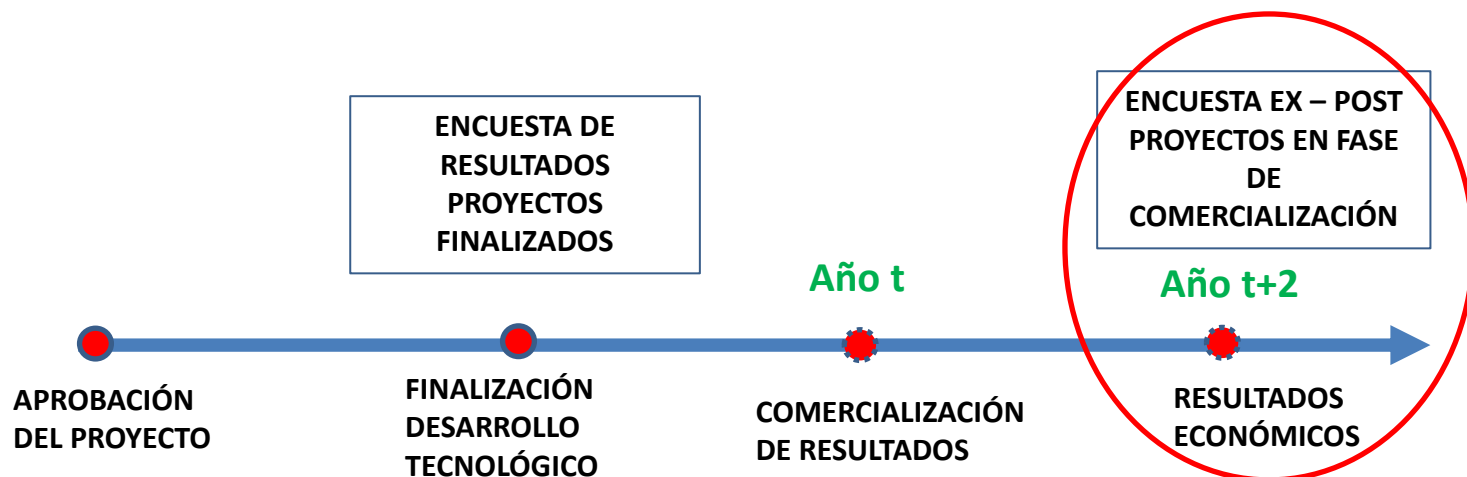 ENCUESTA DE
RESULTADOS
PROYECTOS
FINALIZADOS
ENCUESTA EX – POST
PROYECTOS EN FASE
DE
COMERCIALIZACIÓN
Año t
Año t+2
APROBACIÓN
DEL PROYECTO
FINALIZACIÓN
DESARROLLO
TECNOLÓGICO
COMERCIALIZACIÓN
DE RESULTADOS
RESULTADOS
ECONÓMICOS